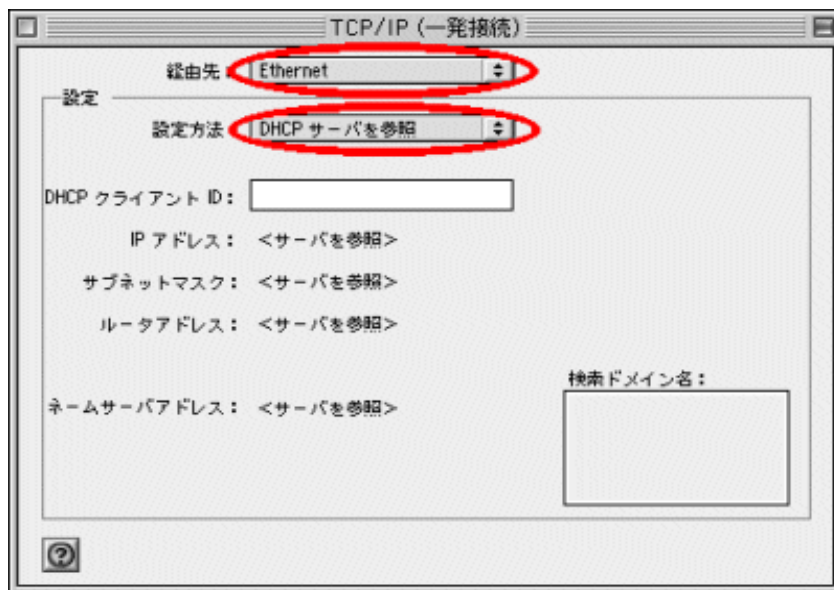 TCP/IP (一発接続)
経由先： Ethernet
設定
設定方法： DHCP サーバを参照
DHCP クライアント ID：
IP アドレス： <サーバを参照>
サブネットマスク： <サーバを参照>
ルータアドレス： <サーバを参照>
検索ドメイン名：
ネームサーバアドレス： <サーバを参照>
?